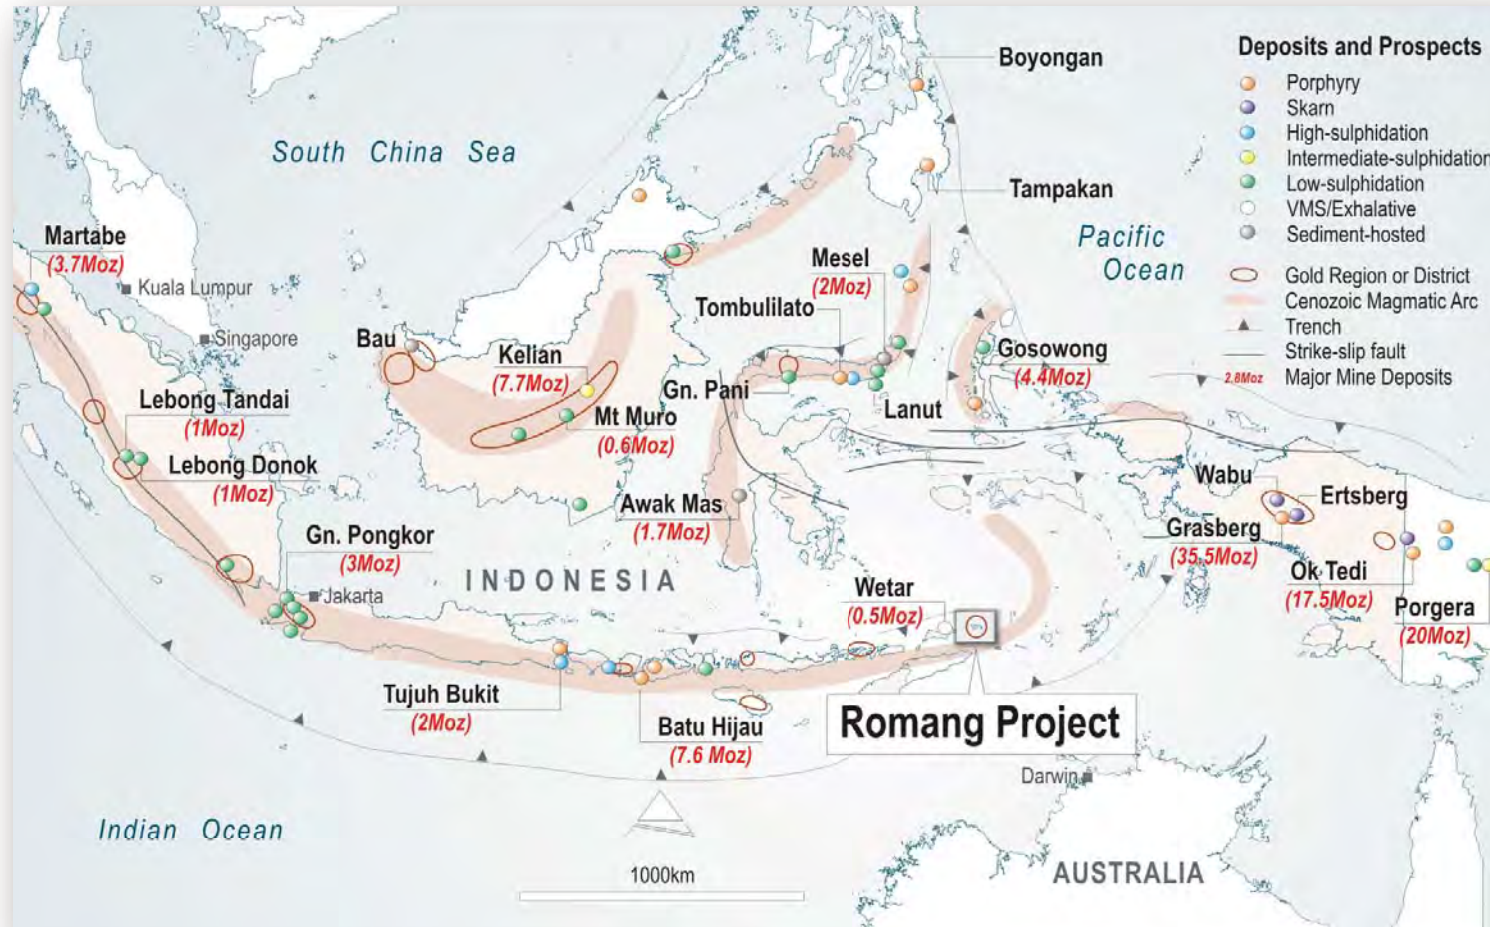 Boyongan
Deposits and Prospects
Porphyry
Skarn
High-sulphidation
Intermediate-sulphidation
Low-sulphidation
VMS/Exhalative
Sediment-hosted
Gold Region or District
Cenozoic Magmatic Arc
Trench
Strike-slip fault
2.8Moz Major Mine Deposits
South China Sea
Tampakan
Pacific
Ocean
Martabe
(3.7Moz)
Kuala Lumpur
Singapore
Mesel
(2Moz)
Tombulilato
Bau
Kelian
(7.7Moz)
Gn. Pani
Gosowong
(4.4Moz)
Lanut
Mt Muro
(0.6Moz)
Lebong Tandai
(1Moz)
Lebong Donok
(1Moz)
Awak Mas
(1.7Moz)
Wabu
Ertsberg
Grasberg
(35.5Moz)
Ok Tedi
(17.5Moz)
Porgera
(20Moz)
Gn. Pongkor
(3Moz)
Jakarta
INDONESIA
Wetar
(0.5Moz)
Tujuh Bukit
(2Moz)
Batu Hijau
(7.6 Moz)
Romang Project
Darwin
Indian Ocean
1000km
AUSTRALIA